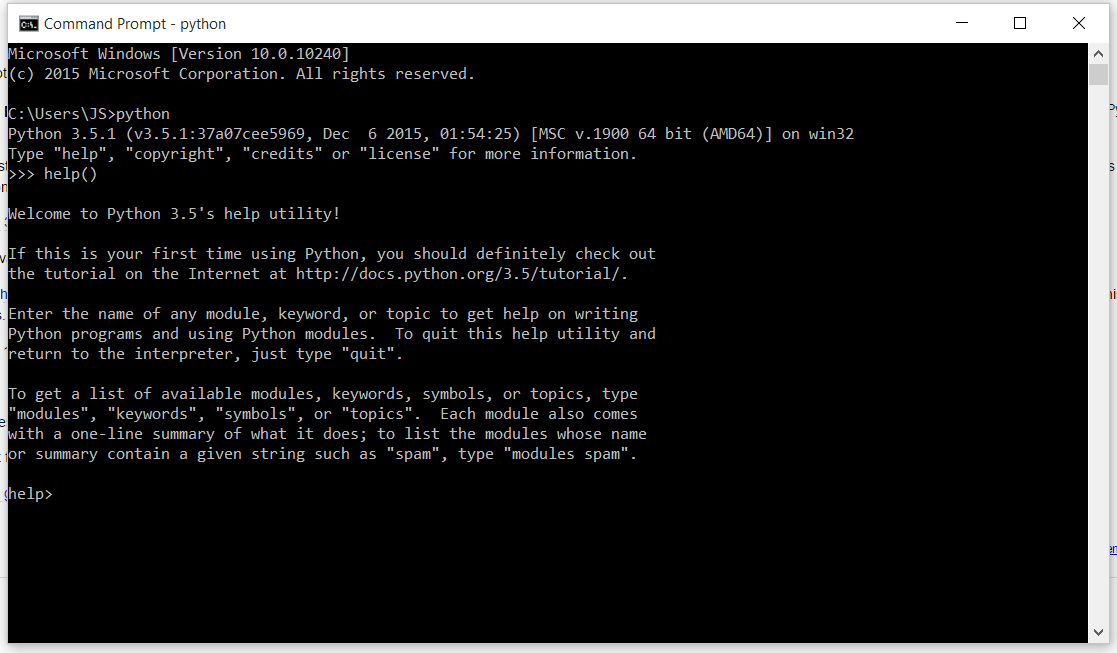 Command Prompt - python
Microsoft Windows [Version 10.0.10240]
(c) 2015 Microsoft Corporation. All rights reserved.
C:\Users\JS>python
Python 3.5.1 (v3.5.1:37a07cee5969, Dec  6 2015, 01:54:25) [MSC v.1900 64 bit (AMD64)] on win32
Type "help", "copyright", "credits" or "license" for more information.
>>> help()
Welcome to Python 3.5's help utility!
If this is your first time using Python, you should definitely check out
the tutorial on the Internet at http://docs.python.org/3.5/tutorial/.
Enter the name of any module, keyword, or topic to get help on writing
Python programs and using Python modules.  To quit this help utility and
return to the interpreter, just type "quit".
To get a list of available modules, keywords, symbols, or topics, type
"modules", "keywords", "symbols", or "topics".  Each module also comes
with a one-line summary of what it does; to list the modules whose name
or summary contain a given string such as "spam", type "modules spam".
help>